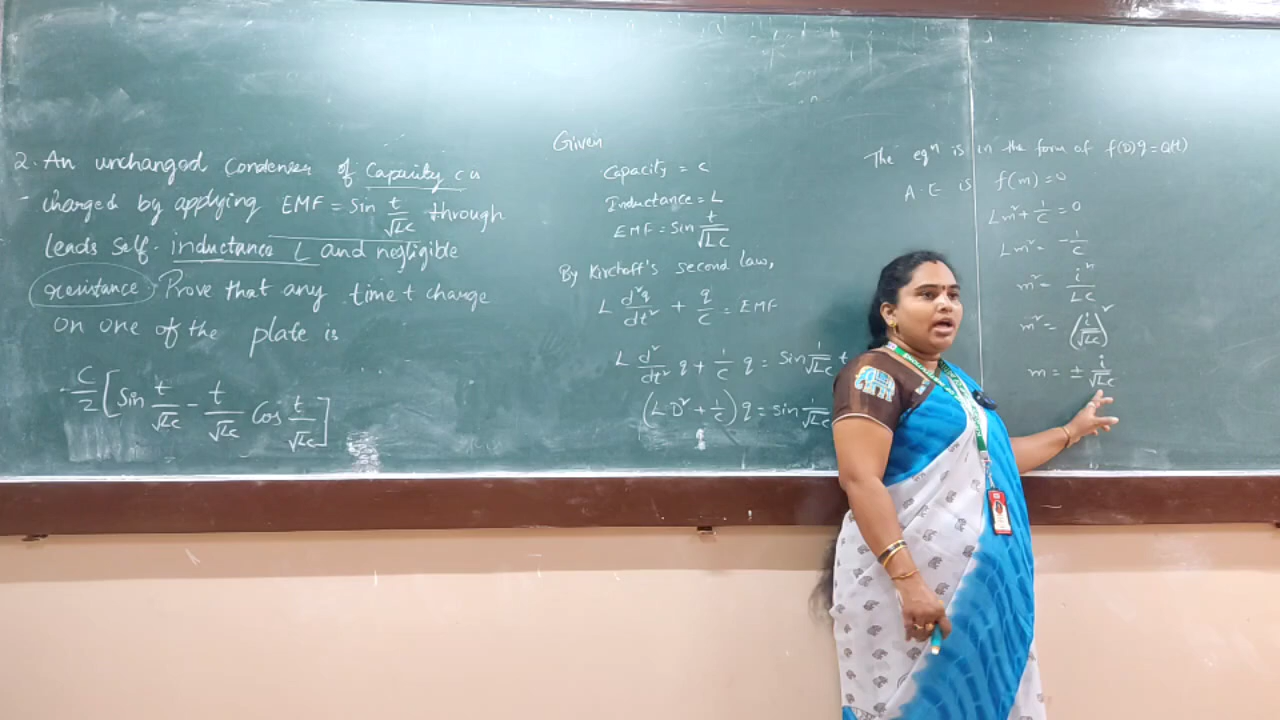 2. An unchanged Condenser of Capacity c is
charged by applying EMF = Sin t/√Lc through
leads self. inductance L and negligible
resistance. Prove that any time t charge
on one of the plate is
C/2 [Sin t/√Lc - t/√Lc Cos t/√Lc]
Given
Capacity = c
Inductance = L
EMF = Sin t/√Lc
By Kirchoff's second law,
L d²q/dt² + q/c = EMF
L d²/dt² q + 1/c q = Sin 1/√Lc t
(L D² + 1/c) q = sin 1/√Lc
The eqⁿ is in the form of f(D)q = Q(t)
A.E is f(m) = 0
Lm² + 1/c = 0
Lm² = -1/c
m² = i²/Lc
m² = (i/√Lc)²
m = ± i/√Lc